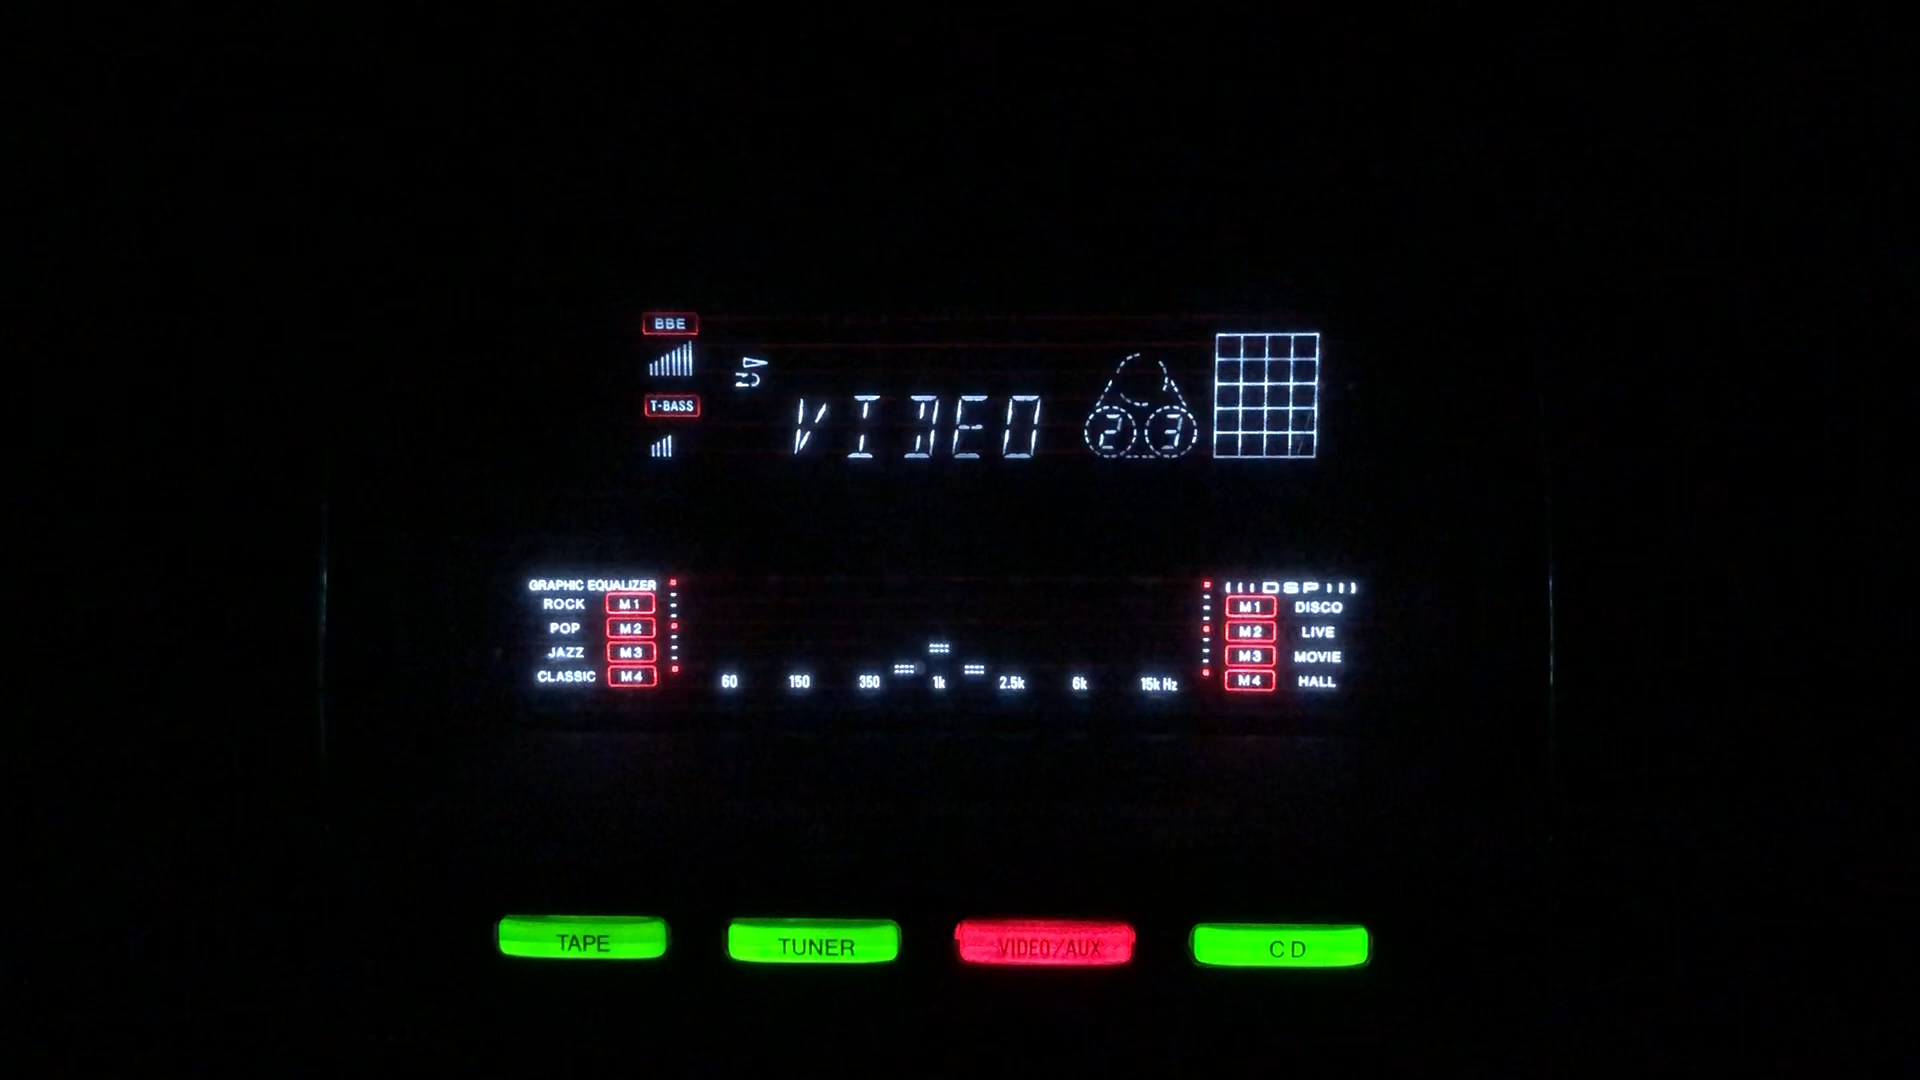 BBE
T-BASS
VIDEO
2 3
GRAPHIC EQUALIZER
ROCK M1
POP M2
JAZZ M3
CLASSIC M4
60 150 350 1k 2.5k 6k 15k Hz
DSP
M1 DISCO
M2 LIVE
M3 MOVIE
M4 HALL
TAPE TUNER VIDEO/AUX CD